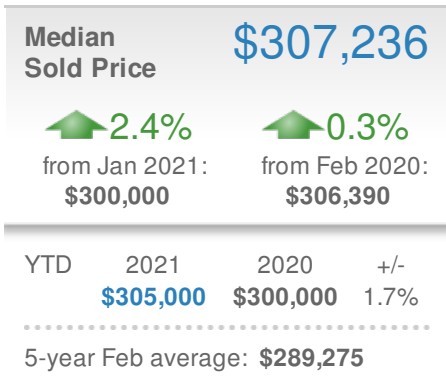 Median $307,236
Sold Price
2.4% 0.3%
from Jan 2021: from Feb 2020:
$300,000 $306,390
YTD 2021 2020 +/-
$305,000 $300,000 1.7%
5-year Feb average: $289,275